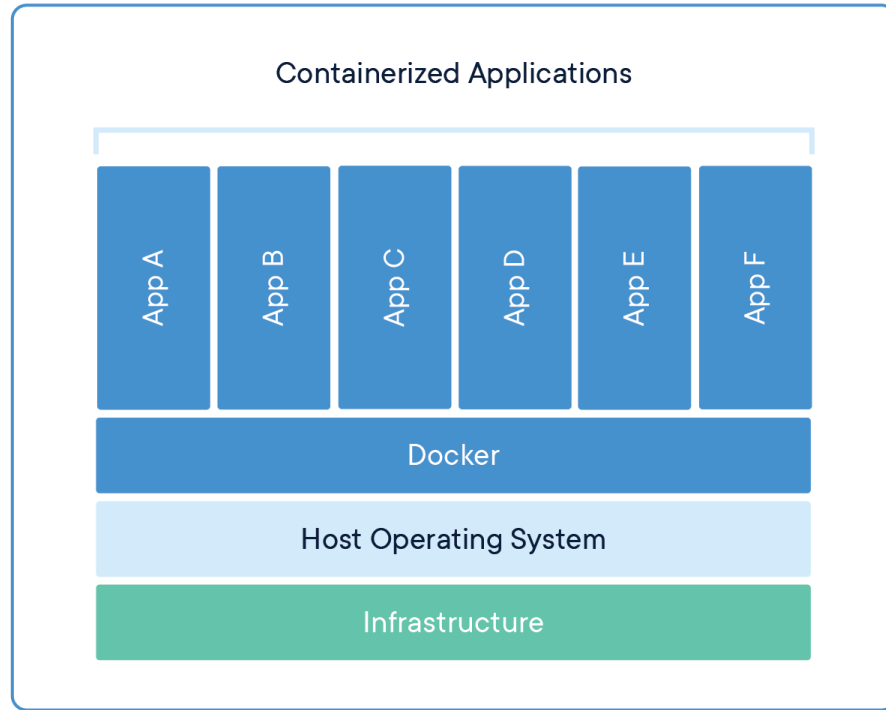 Containerized Applications
App A
App B
App C
App D
App E
App F
Docker
Host Operating System
Infrastructure